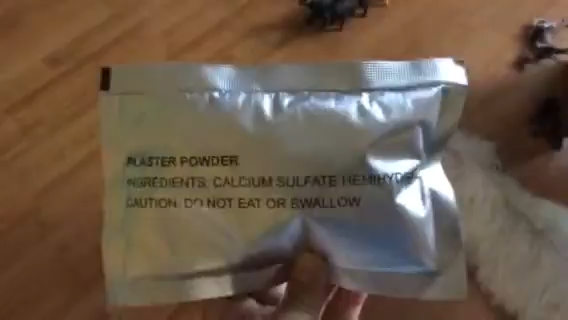 PLASTER POWDER
INGREDIENTS: CALCIUM SULFATE
CAUTION: DO NOT EAT OR SWALLOW